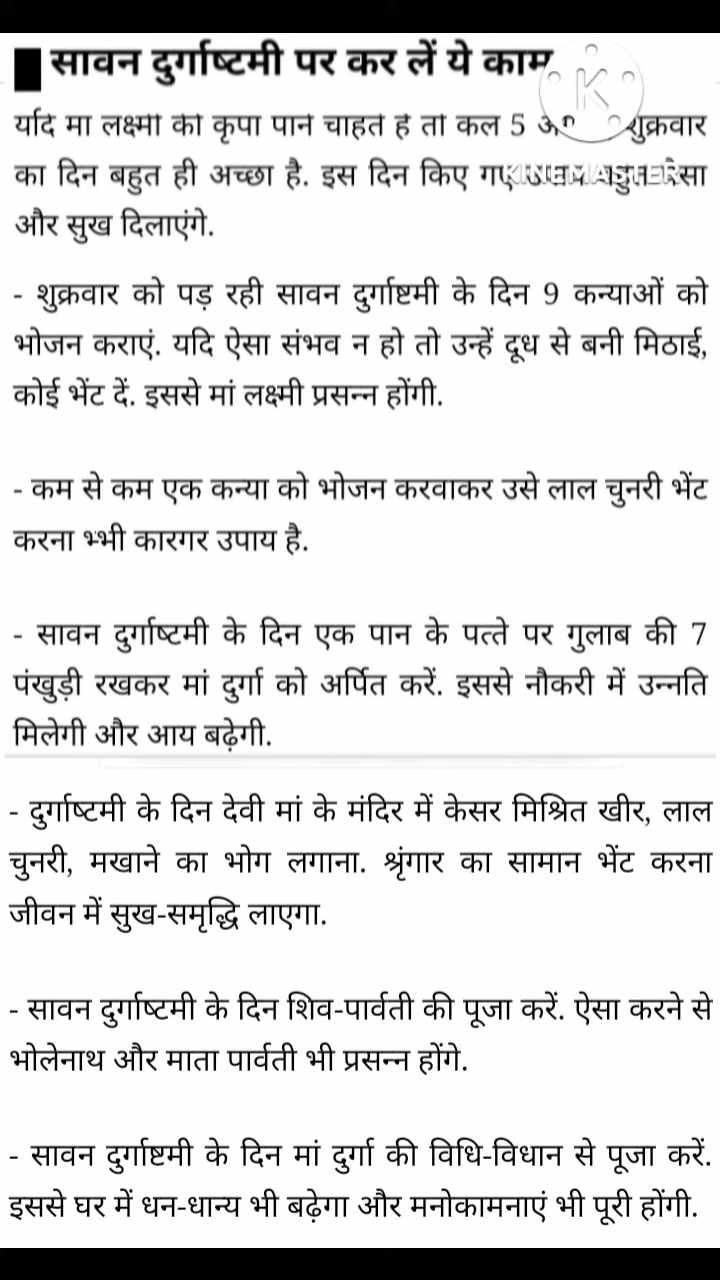 सावन दुर्गाष्टमी पर कर लें ये काम
यदि मां लक्ष्मी की कृपा पाने चाहते हैं तो कल 5 शुक्रवार
का दिन बहुत ही अच्छा है. इस दिन किए गए
KINEMASTER
और सुख दिलाएंगे.
- शुक्रवार को पड़ रही सावन दुर्गाष्टमी के दिन 9 कन्याओं को
भोजन कराएं. यदि ऐसा संभव न हो तो उन्हें दूध से बनी मिठाई,
कोई भेंट दें. इससे मां लक्ष्मी प्रसन्न होंगी.
- कम से कम एक कन्या को भोजन करवाकर उसे लाल चुनरी भेंट
करना भ्भी कारगर उपाय है.
- सावन दुर्गाष्टमी के दिन एक पान के पत्ते पर गुलाब की 7
पंखुड़ी रखकर मां दुर्गा को अर्पित करें. इससे नौकरी में उन्नति
मिलेगी और आय बढ़ेगी.
- दुर्गाष्टमी के दिन देवी मां के मंदिर में केसर मिश्रित खीर, लाल
चुनरी, मखाने का भोग लगाना. श्रृंगार का सामान भेंट करना
जीवन में सुख-समृद्धि लाएगा.
- सावन दुर्गाष्टमी के दिन शिव-पार्वती की पूजा करें. ऐसा करने से
भोलेनाथ और माता पार्वती भी प्रसन्न होंगे.
- सावन दुर्गाष्टमी के दिन मां दुर्गा की विधि-विधान से पूजा करें.
इससे घर में धन-धान्य भी बढ़ेगा और मनोकामनाएं भी पूरी होंगी.